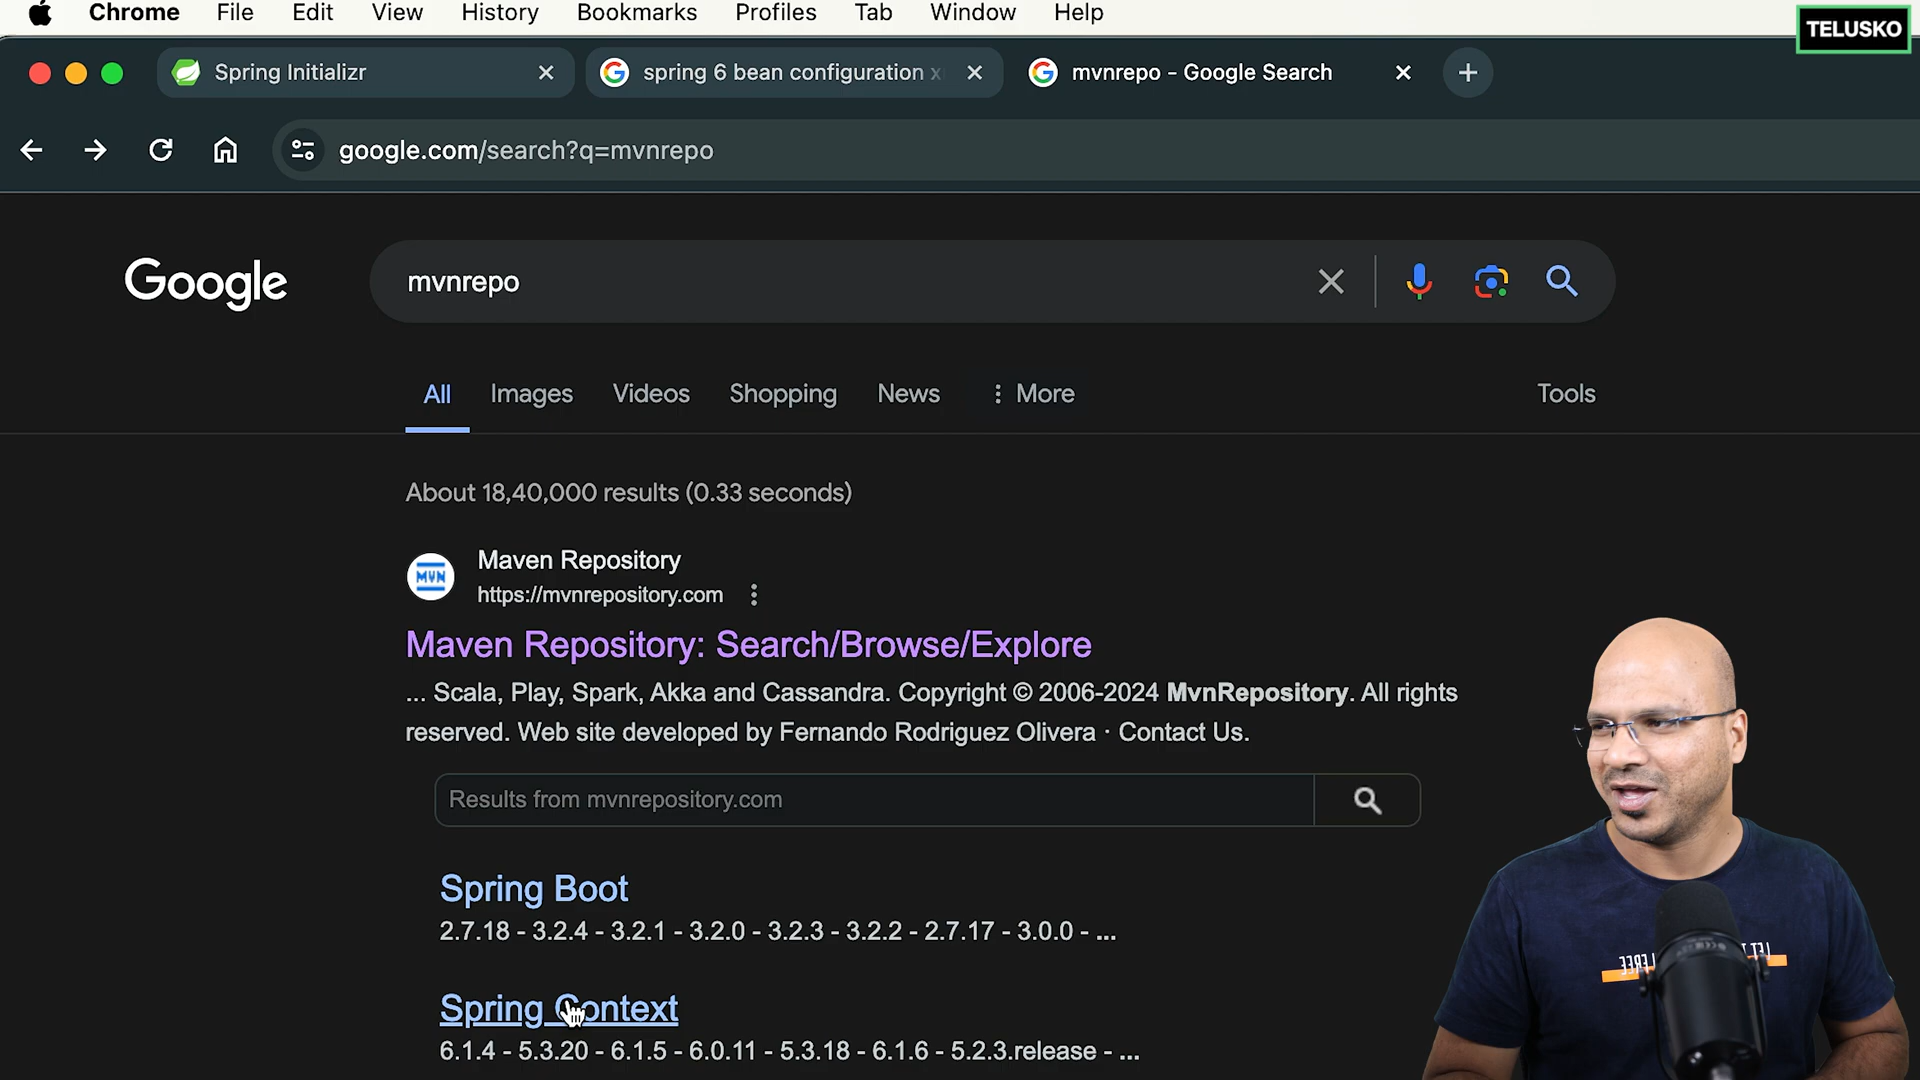 Chrome File Edit View History Bookmarks Profiles Tab Window Help
TELUSKO
Spring Initializr
spring 6 bean configuration x
mvnrepo - Google Search
google.com/search?q=mvnrepo
Google
mvnrepo
All Images Videos Shopping News More Tools
About 18,40,000 results (0.33 seconds)
MVN
Maven Repository
https://mvnrepository.com
Maven Repository: Search/Browse/Explore
... Scala, Play, Spark, Akka and Cassandra. Copyright © 2006-2024 MvnRepository. All rights
reserved. Web site developed by Fernando Rodriguez Olivera · Contact Us.
Results from mvnrepository.com
Spring Boot
2.7.18 - 3.2.4 - 3.2.1 - 3.2.0 - 3.2.3 - 3.2.2 - 2.7.17 - 3.0.0 - ...
Spring Context
6.1.4 - 5.3.20 - 6.1.5 - 6.0.11 - 5.3.18 - 6.1.6 - 5.2.3.release - ...